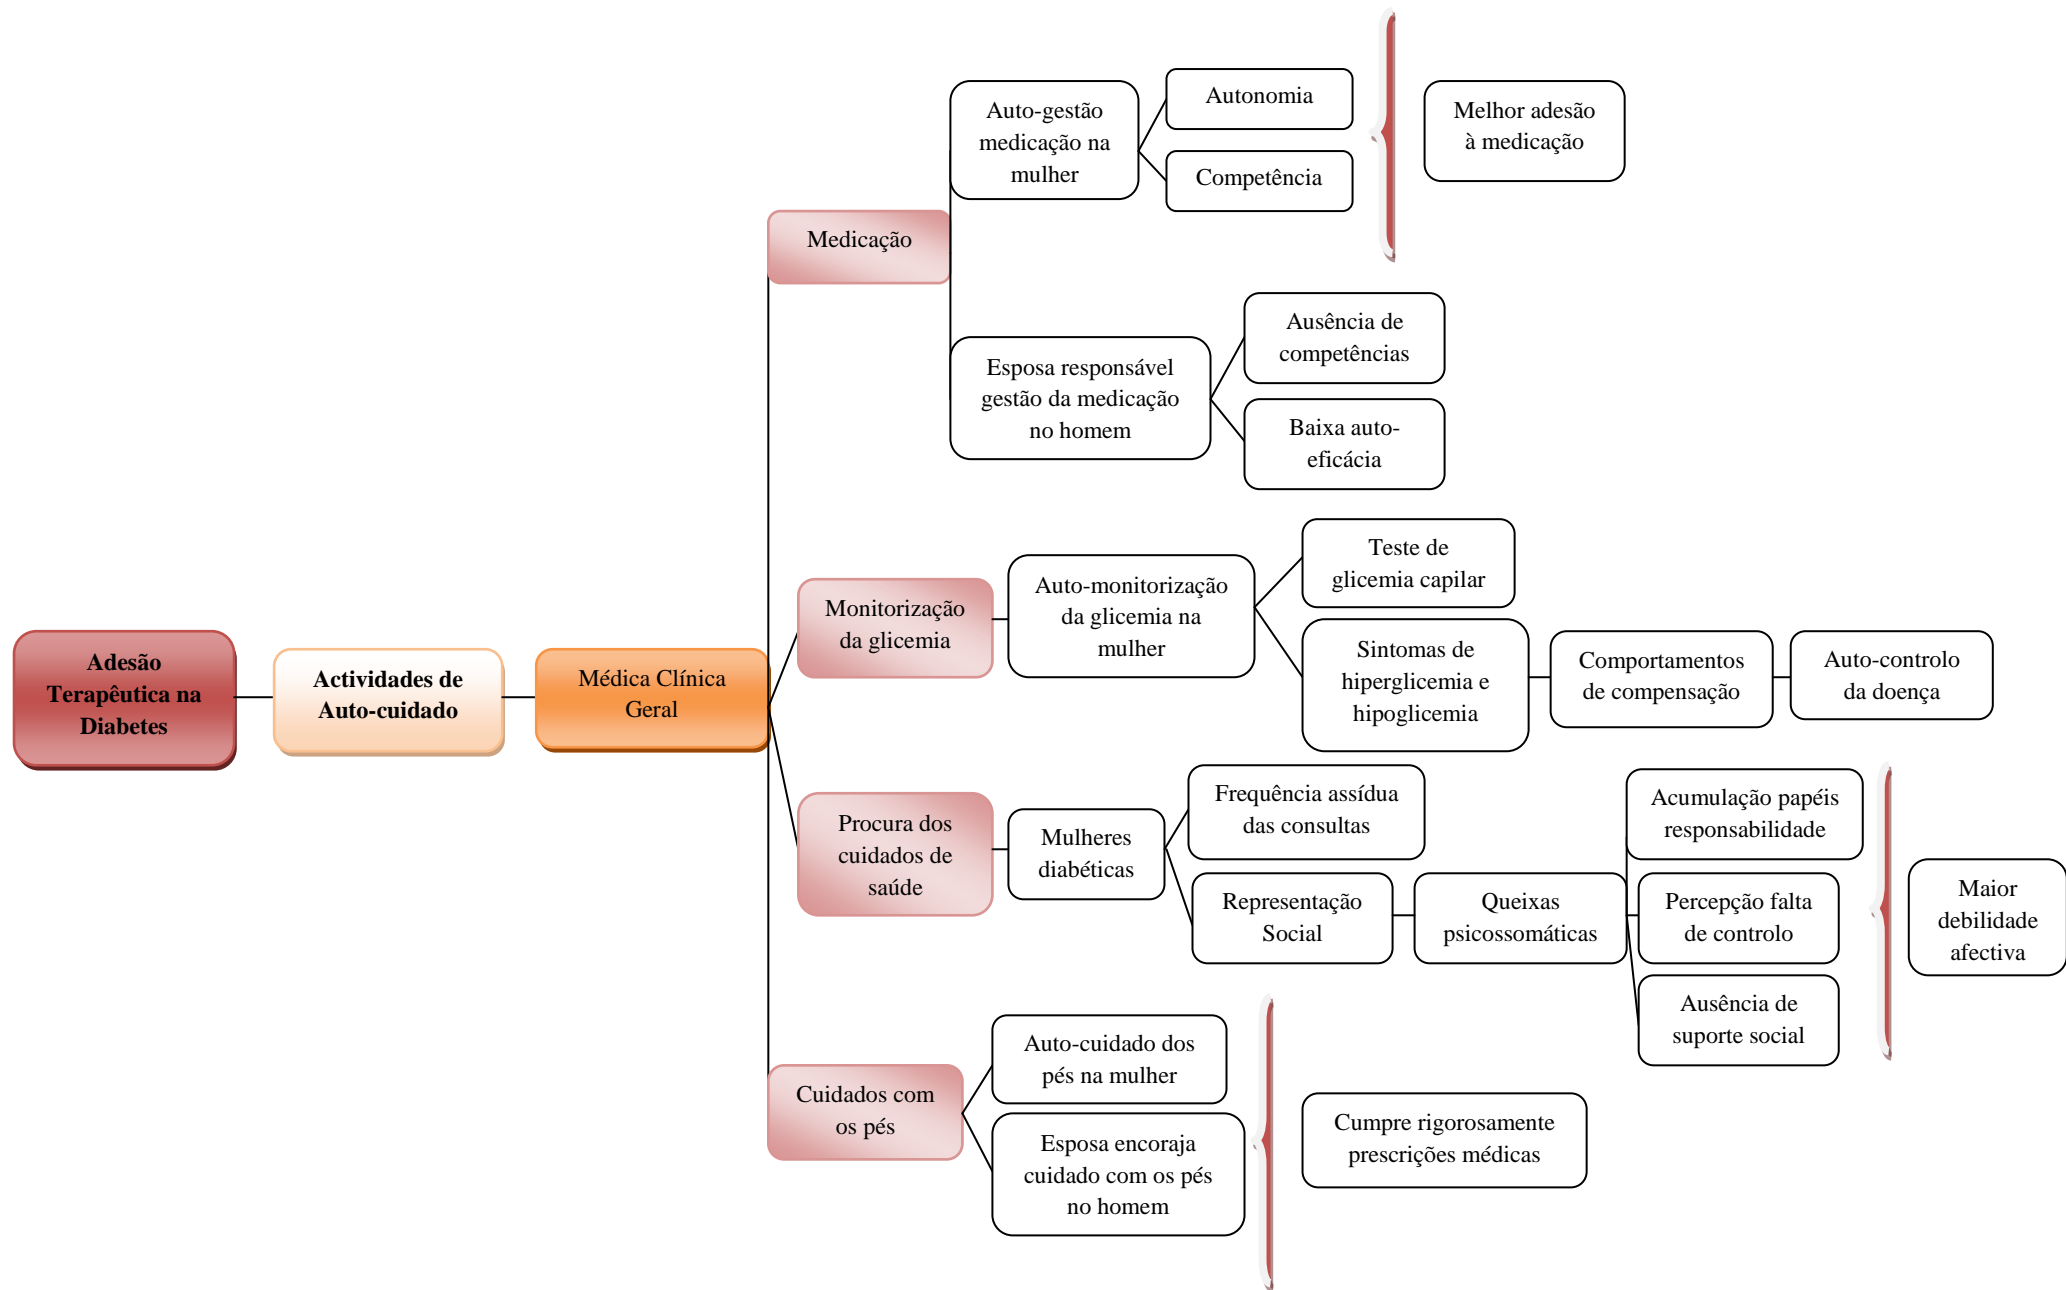 Adesão
Terapêutica na
Diabetes
Actividades de
Auto-cuidado
Médica Clínica
Geral
Medicação
Auto-gestão
medicação na
mulher
Autonomia
Competência
Melhor adesão
à medicação
Esposa responsável
gestão da medicação
no homem
Ausência de
competências
Baixa auto-
eficácia
Monitorização
da glicemia
Auto-monitorização
da glicemia na
mulher
Teste de
glicemia capilar
Sintomas de
hiperglicemia e
hipoglicemia
Comportamentos
de compensação
Auto-controlo
da doença
Procura dos
cuidados de
saúde
Mulheres
diabéticas
Frequência assídua
das consultas
Representação
Social
Queixas
psicossomáticas
Acumulação papéis
responsabilidade
Percepção falta
de controlo
Ausência de
suporte social
Maior
debilidade
afectiva
Cuidados com
os pés
Auto-cuidado dos
pés na mulher
Esposa encoraja
cuidado com os pés
no homem
Cumpre rigorosamente
prescrições médicas